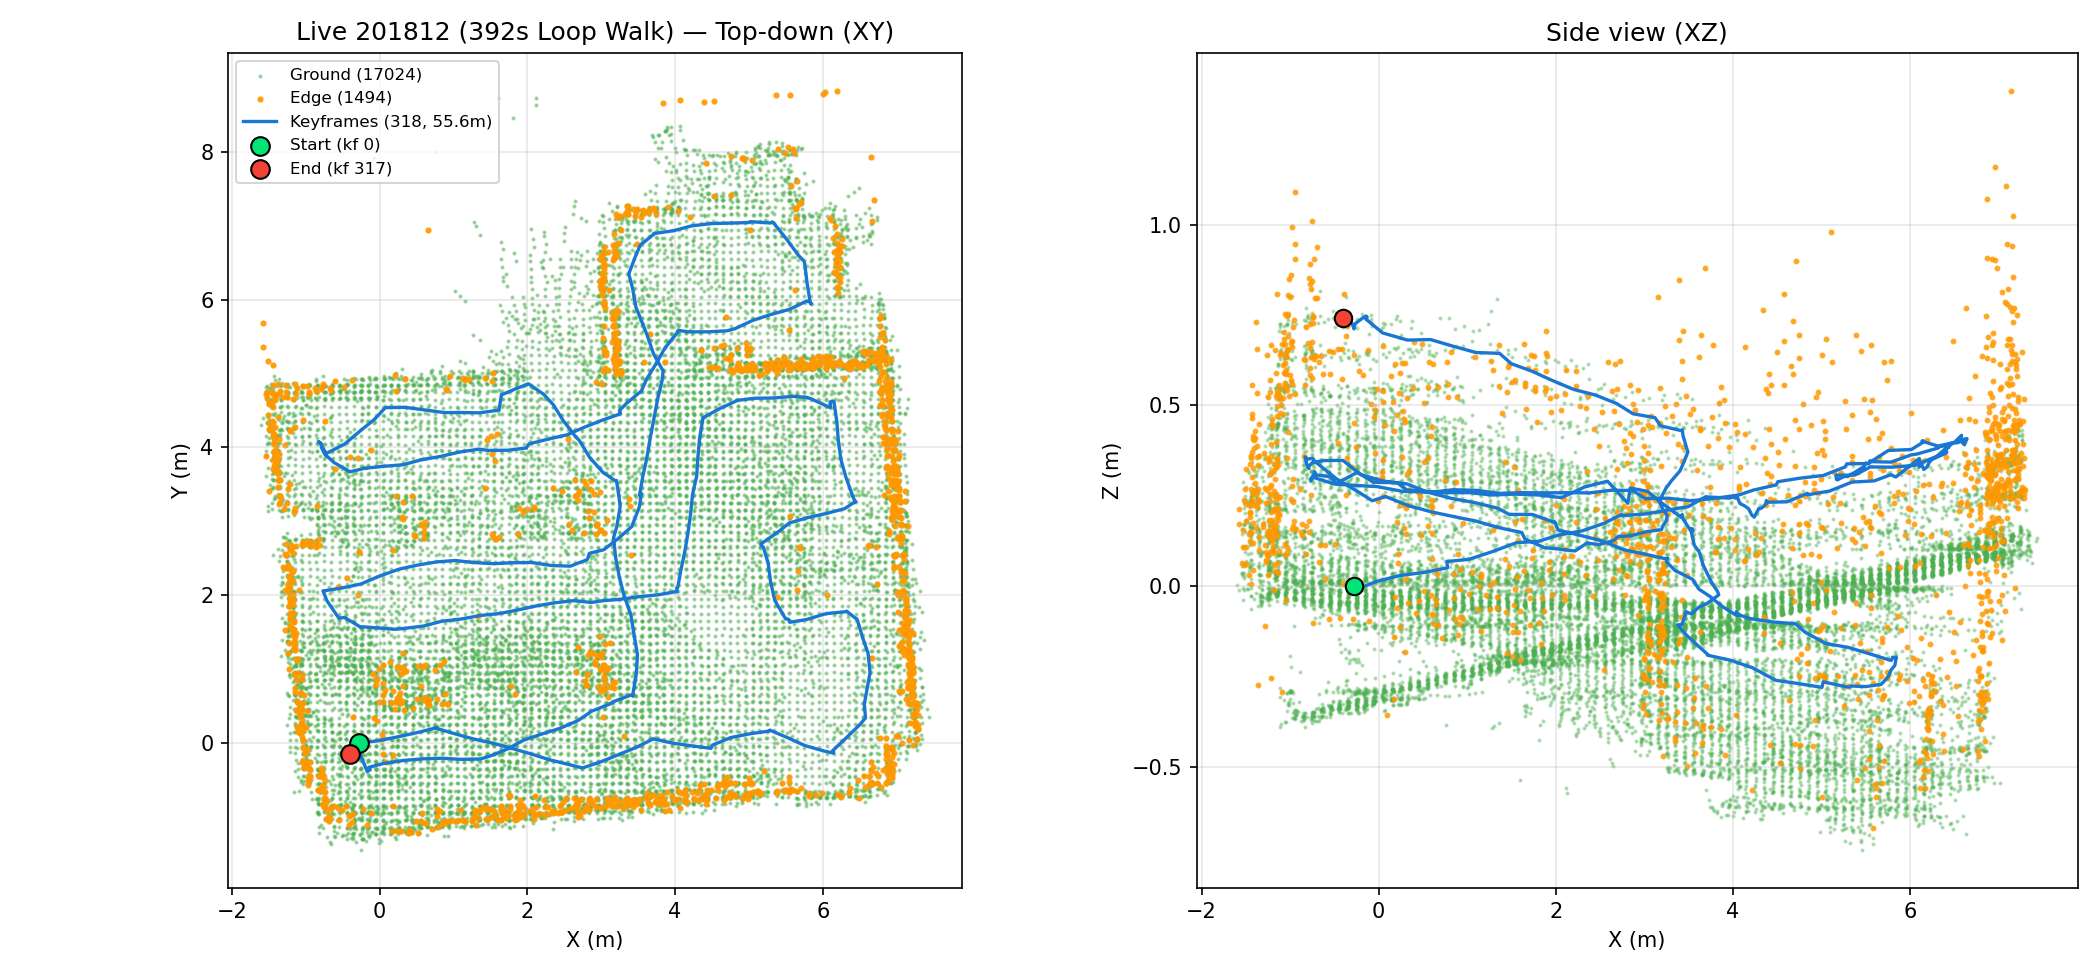 Live 201812 (392s Loop Walk) — Top-down (XY)
Ground (17024)
Edge (1494)
Keyframes (318, 55.6m)
Start (kf 0)
End (kf 317)
8
6
4
2
0
Y (m)
−2
0
2
4
6
X (m)
Side view (XZ)
1.0
0.5
0.0
−0.5
Z (m)
−2
0
2
4
6
X (m)